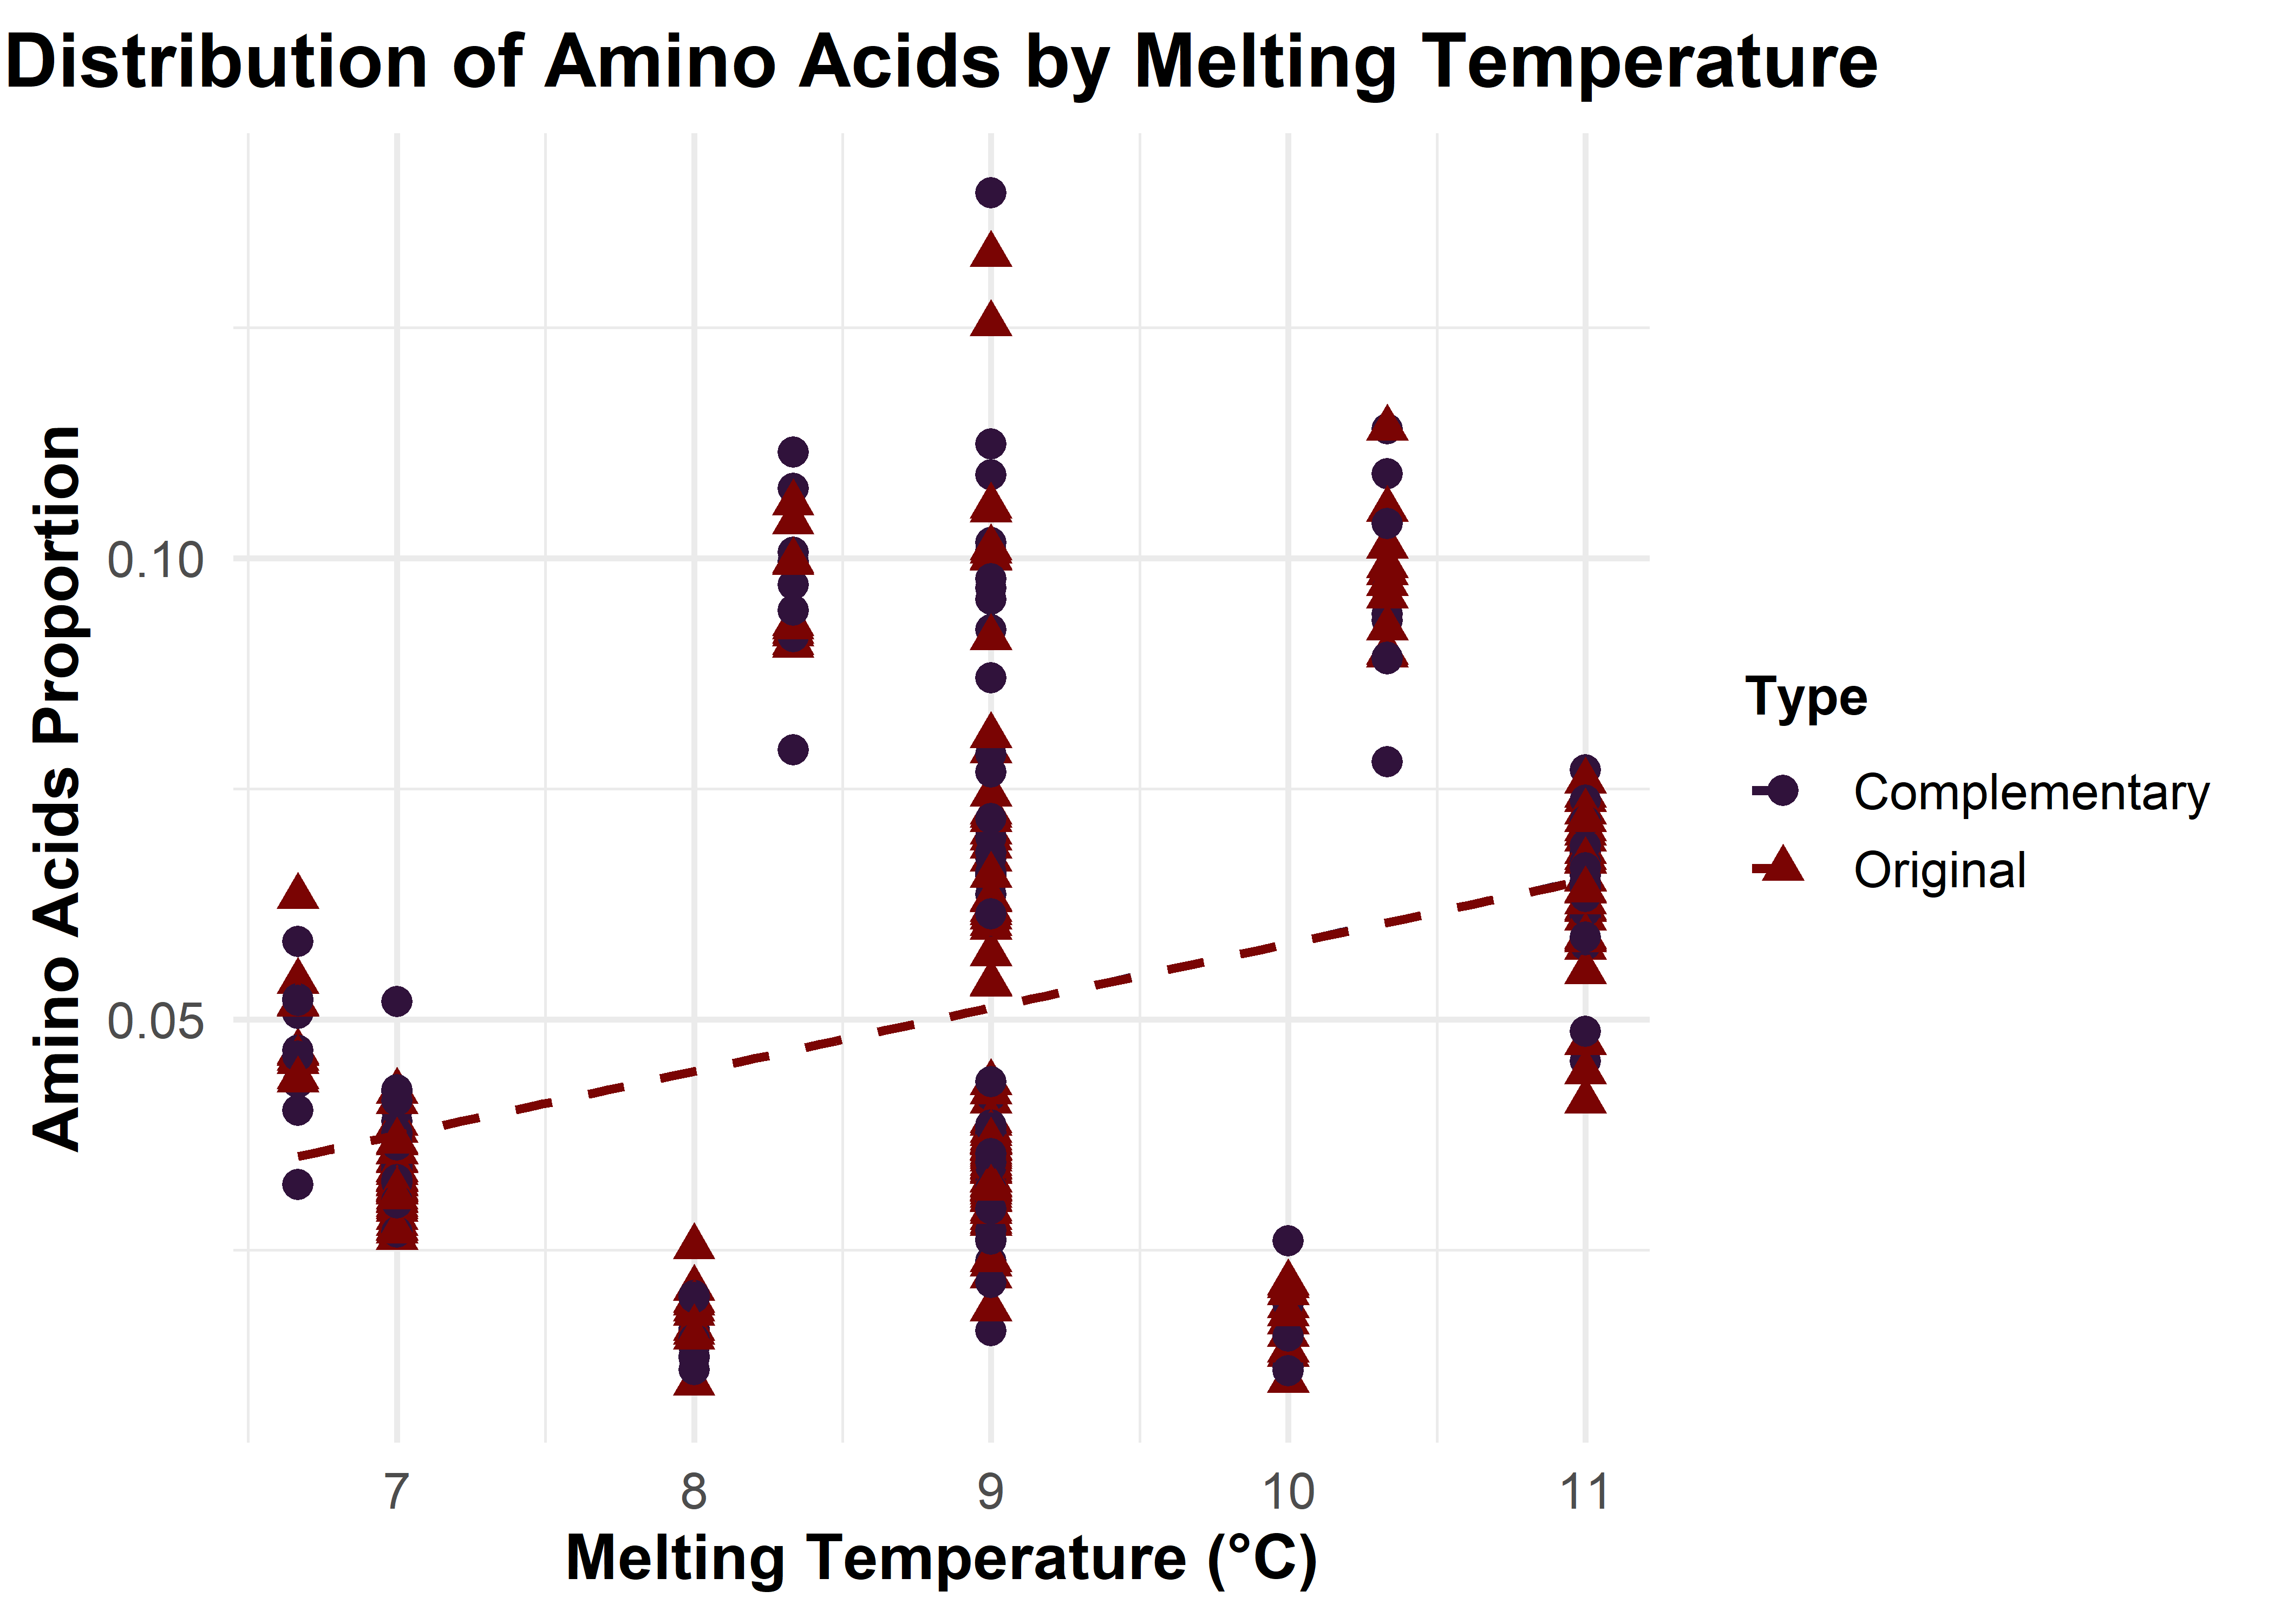 Distribution of Amino Acids by Melting Temperature
Amino Acids Proportion
0.10
0.05
7 8 9 10 11
Melting Temperature (°C)
Type
Complementary
Original